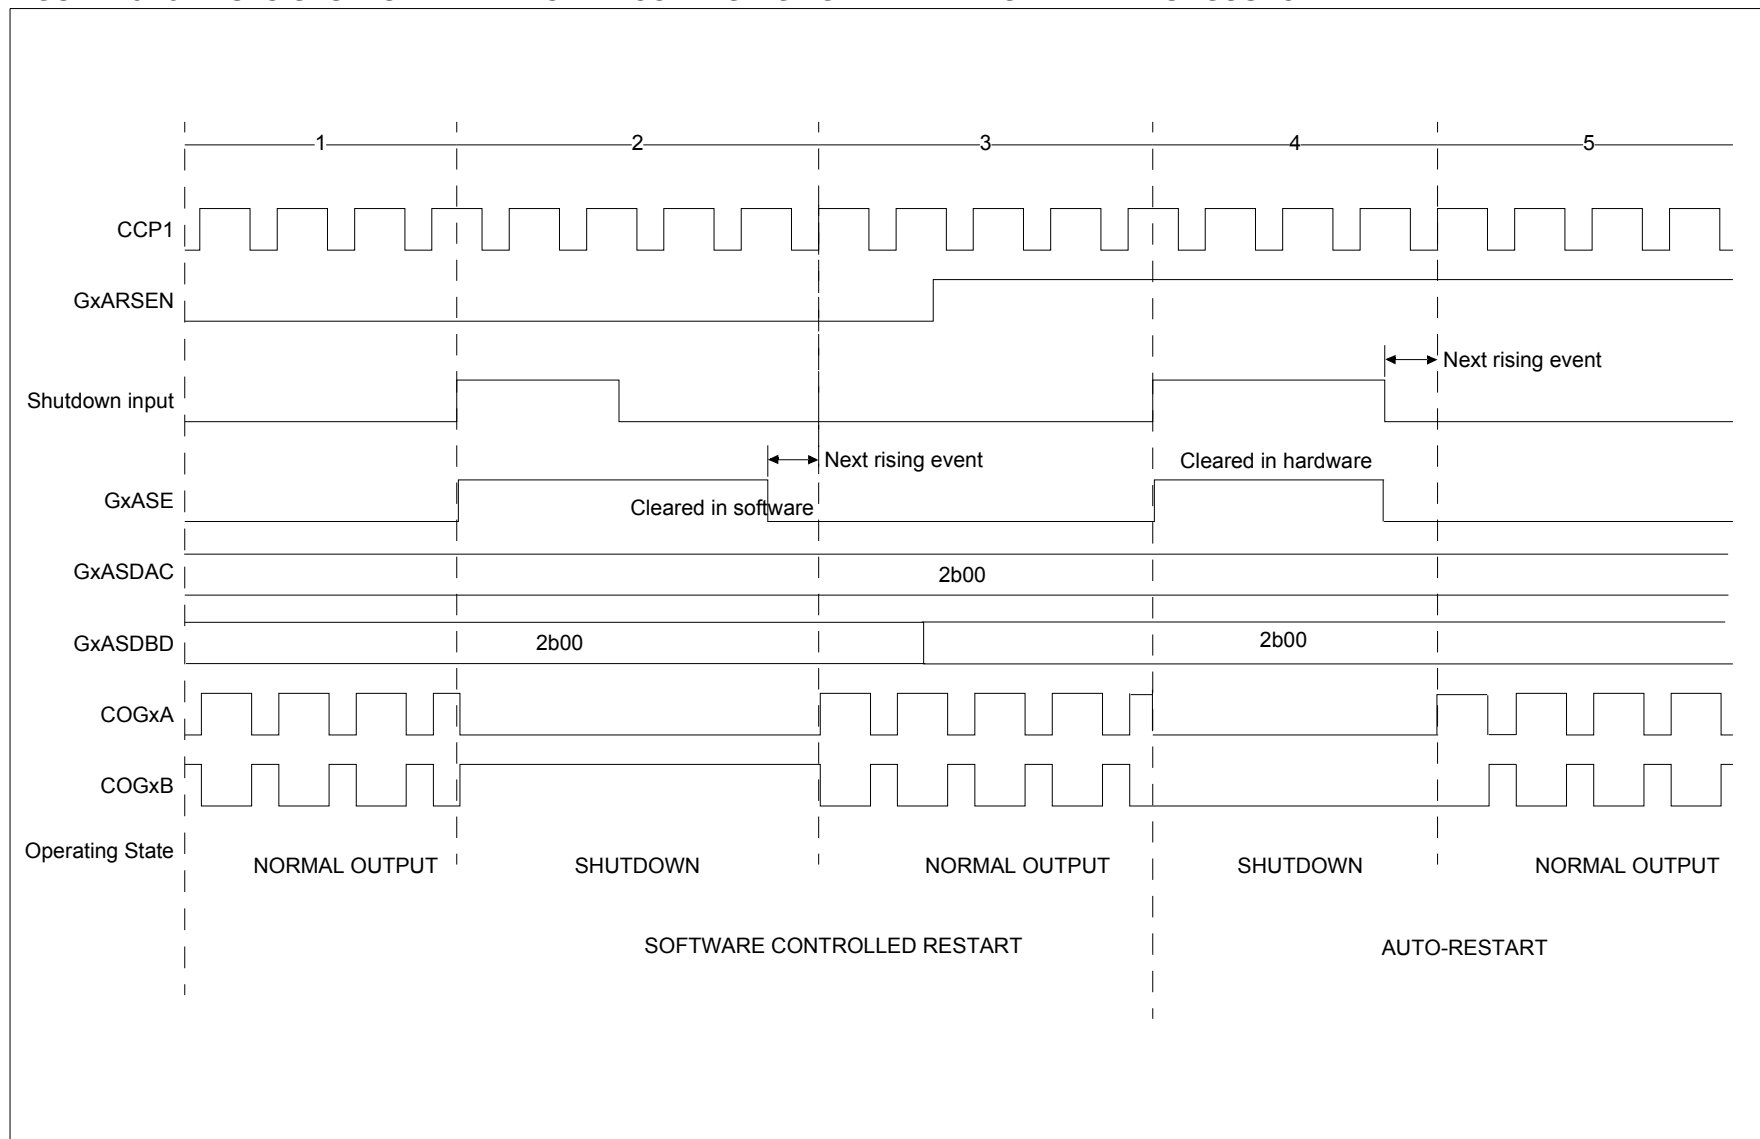 1 2 3 4 5
CCP1
GxARSEN
Next rising event
Shutdown input
Next rising event
Cleared in hardware
GxASE
Cleared in software
GxASDAC
2b00
GxASDBD
2b00
2b00
COGxA
COGxB
Operating State
NORMAL OUTPUT
SHUTDOWN
NORMAL OUTPUT
SHUTDOWN
NORMAL OUTPUT
SOFTWARE CONTROLLED RESTART
AUTO-RESTART